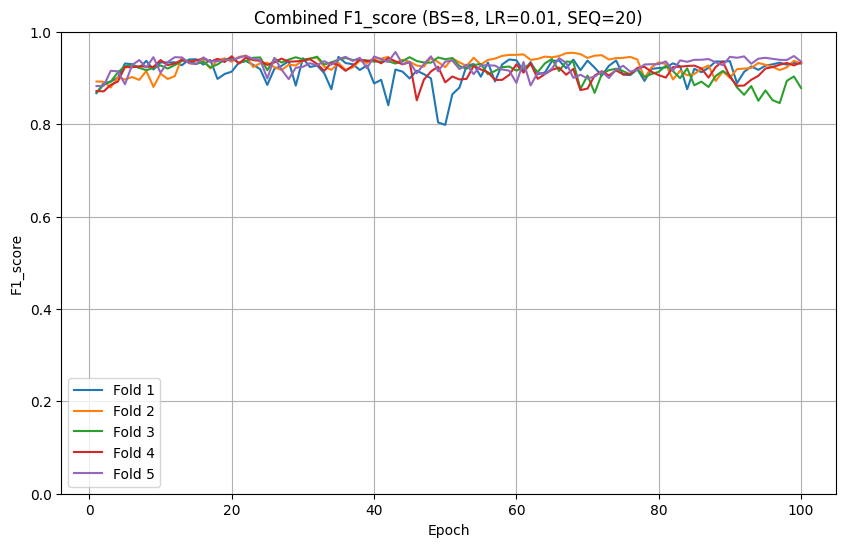 Combined F1_score (BS=8, LR=0.01, SEQ=20)
1.0
0.8
0.6
0.4
0.2
0.0
F1_score
Fold 1
Fold 2
Fold 3
Fold 4
Fold 5
0 20 40 60 80 100
Epoch